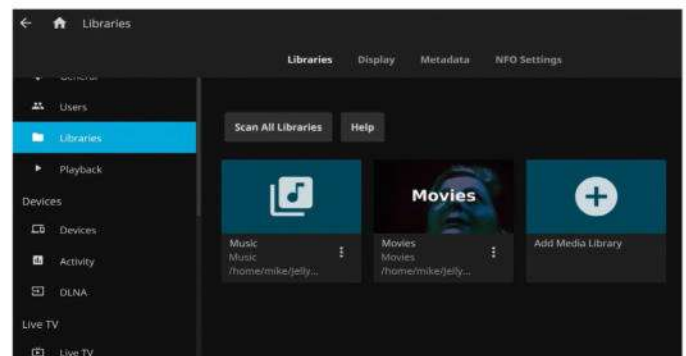 Libraries
Libraries Display Metadata NFO Settings
General
Users
Libraries
Playback
Devices
Devices
Activity
DLNA
Live TV
Live TV
Scan All Libraries Help
Movies
Music
Music
/home/mike/Jelly...
Movies
Movies
/home/mike/Jelly...
Add Media Library